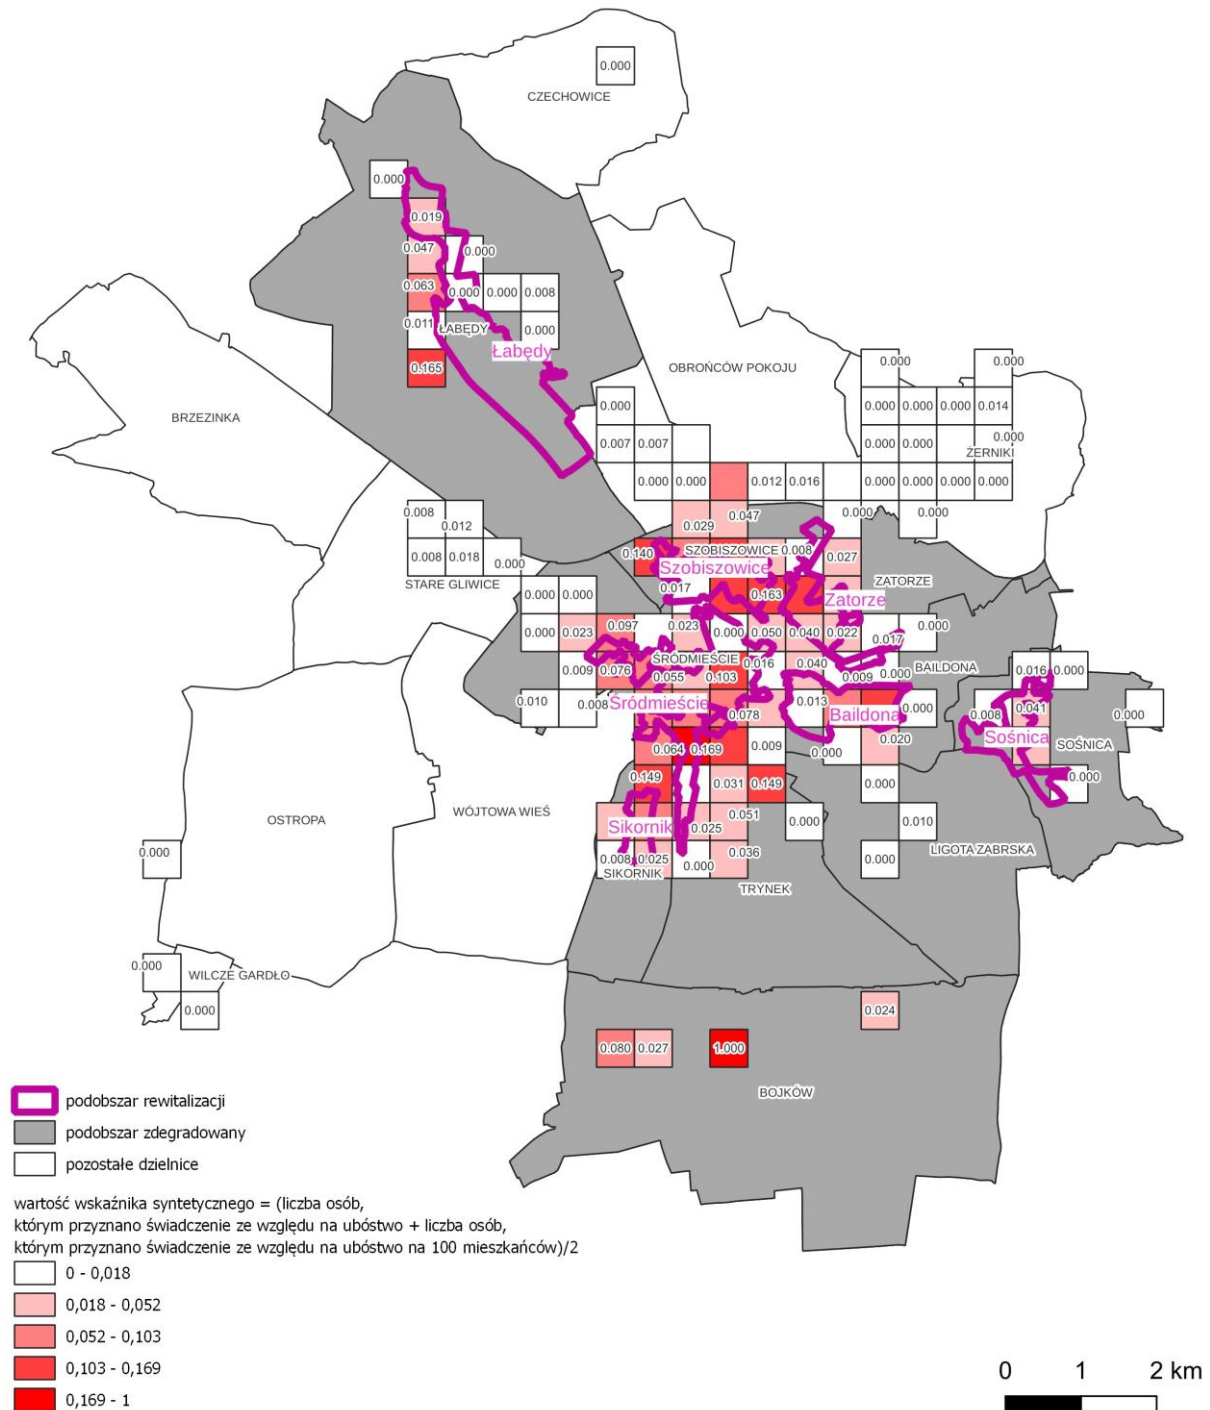 0.000
CZECHOWICE
0.000
0.019
0.047
0.000
0.063
0.000
0.000
0.008
0.011
ŁABĘDY
0.000
Łabędy
0.165
OBROŃCÓW POKOJU
0.000
0.000
BRZEZINKA
0.000
0.000
0.000
0.000
0.014
0.007
0.007
0.000
0.000
0.000
ŻERNIKI
0.000
0.000
0.012
0.016
0.000
0.000
0.000
0.000
0.008
0.012
0.029
0.047
0.000
0.000
0.140
SZOBISZOWICE
0.008
0.027
0.008
0.018
0.000
Szobiszowice
STARE GLIWICE
0.017
0.163
Zatorze
ZATORZE
0.000
0.000
0.000
0.023
0.097
0.023
0.000
0.050
0.040
0.022
0.017
0.000
0.009
0.076
ŚRÓDMIEŚCIE
0.055
0.103
0.016
0.040
0.009
0.000
BAILDONA
0.016
0.000
0.010
0.008
Śródmieście
0.078
0.013
Baildona
0.000
0.008
0.041
0.000
Sośnica
SOŚNICA
0.064
0.169
0.009
0.000
0.020
0.149
0.031
0.149
0.000
0.000
OSTROPA
WÓJTOWA WIEŚ
Sikornik
0.025
0.051
0.000
0.010
LIGOTA ZABRSKA
0.000
0.008
0.025
0.000
0.036
0.000
SIKORNIK
TRYNEK
0.000
WILCZE GARDŁO
0.000
0.024
0.080
0.027
1.000
BOJKÓW
podobszar rewitalizacji
podobszar zdegradowany
pozostałe dzielnice
wartość wskaźnika syntetycznego = (liczba osób,
którym przyznano świadczenie ze względu na ubóstwo + liczba osób,
którym przyznano świadczenie ze względu na ubóstwo na 100 mieszkańców)/2
0 - 0,018
0,018 - 0,052
0,052 - 0,103
0,103 - 0,169
0,169 - 1
0 1 2 km